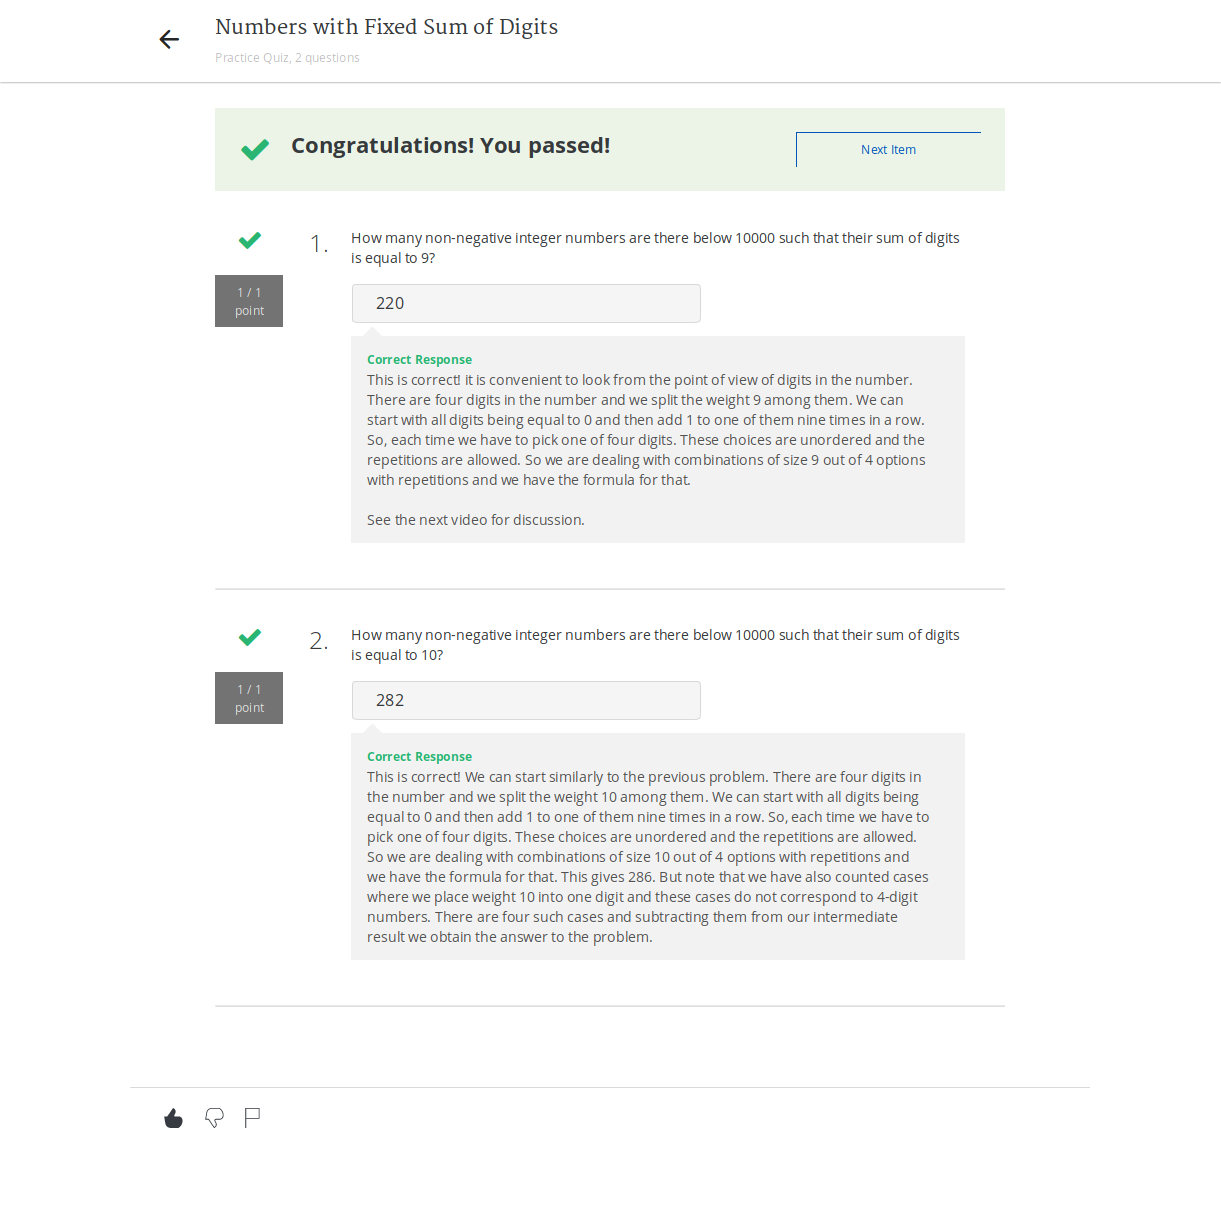 Numbers with Fixed Sum of Digits
Practice Quiz, 2 questions
Congratulations! You passed!
Next Item
1.
How many non-negative integer numbers are there below 10000 such that their sum of digits
is equal to 9?
1 / 1
point
220
Correct Response
This is correct! it is convenient to look from the point of view of digits in the number.
There are four digits in the number and we split the weight 9 among them. We can
start with all digits being equal to 0 and then add 1 to one of them nine times in a row.
So, each time we have to pick one of four digits. These choices are unordered and the
repetitions are allowed. So we are dealing with combinations of size 9 out of 4 options
with repetitions and we have the formula for that.
See the next video for discussion.
2.
How many non-negative integer numbers are there below 10000 such that their sum of digits
is equal to 10?
1 / 1
point
282
Correct Response
This is correct! We can start similarly to the previous problem. There are four digits in
the number and we split the weight 10 among them. We can start with all digits being
equal to 0 and then add 1 to one of them nine times in a row. So, each time we have to
pick one of four digits. These choices are unordered and the repetitions are allowed.
So we are dealing with combinations of size 10 out of 4 options with repetitions and
we have the formula for that. This gives 286. But note that we have also counted cases
where we place weight 10 into one digit and these cases do not correspond to 4-digit
numbers. There are four such cases and subtracting them from our intermediate
result we obtain the answer to the problem.